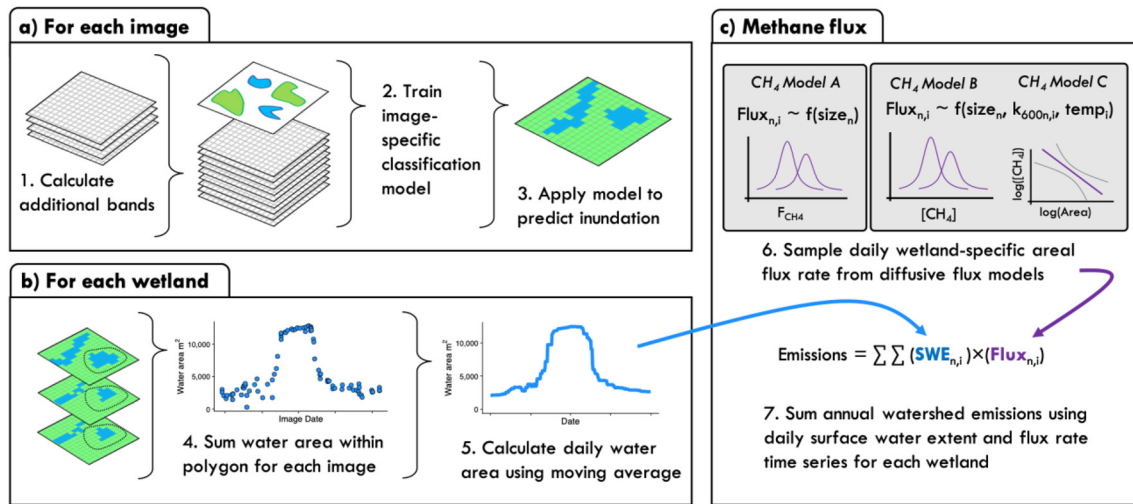 a) For each image
1. Calculate
additional bands
2. Train
image-
specific
classification
model
3. Apply model to
predict inundation
b) For each wetland
Water area m²
10,000
5,000
0
Image Date
4. Sum water area within
polygon for each image
Water area m²
10,000
5,000
0
Date
5. Calculate daily water
area using moving average
c) Methane flux
CH₄ Model A
Fluxₙ,ᵢ ~ f(sizeₙ)
F_CH4
CH₄ Model B
CH₄ Model C
Fluxₙ,ᵢ ~ f(sizeₙ, k₆₀₀ₙ,ᵢ, tempᵢ)
[CH₄]
log([CH₄])
log(Area)
6. Sample daily wetland-specific areal
flux rate from diffusive flux models
Emissions = ∑ ∑ (SWEₙ,ᵢ)×(Fluxₙ,ᵢ)
7. Sum annual watershed emissions using
daily surface water extent and flux rate
time series for each wetland